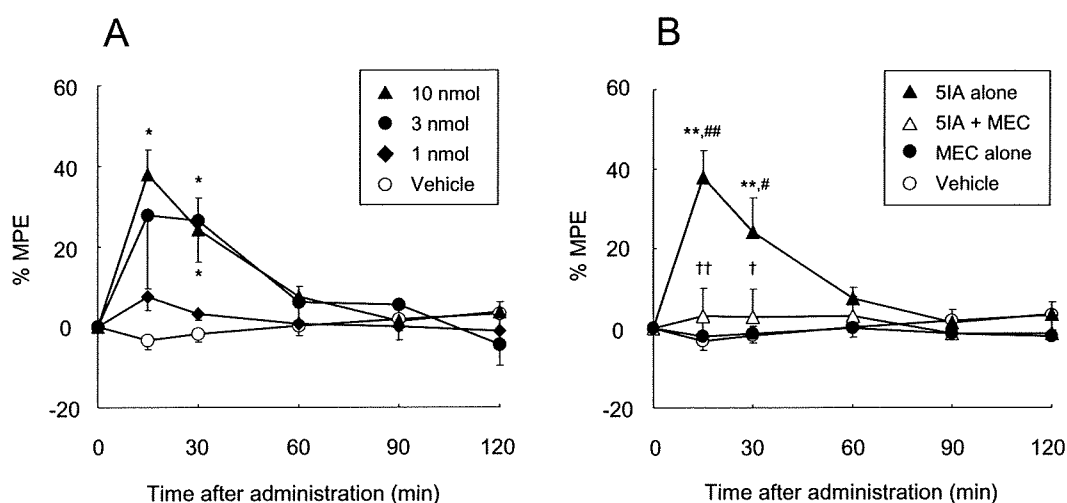 A
60
40
20
0
-20
% MPE
0 30 60 90 120
Time after administration (min)
10 nmol
3 nmol
1 nmol
Vehicle
*
*
*
B
60
40
20
0
-20
% MPE
0 30 60 90 120
Time after administration (min)
5IA alone
5IA + MEC
MEC alone
Vehicle
**,##
**,#
††
†